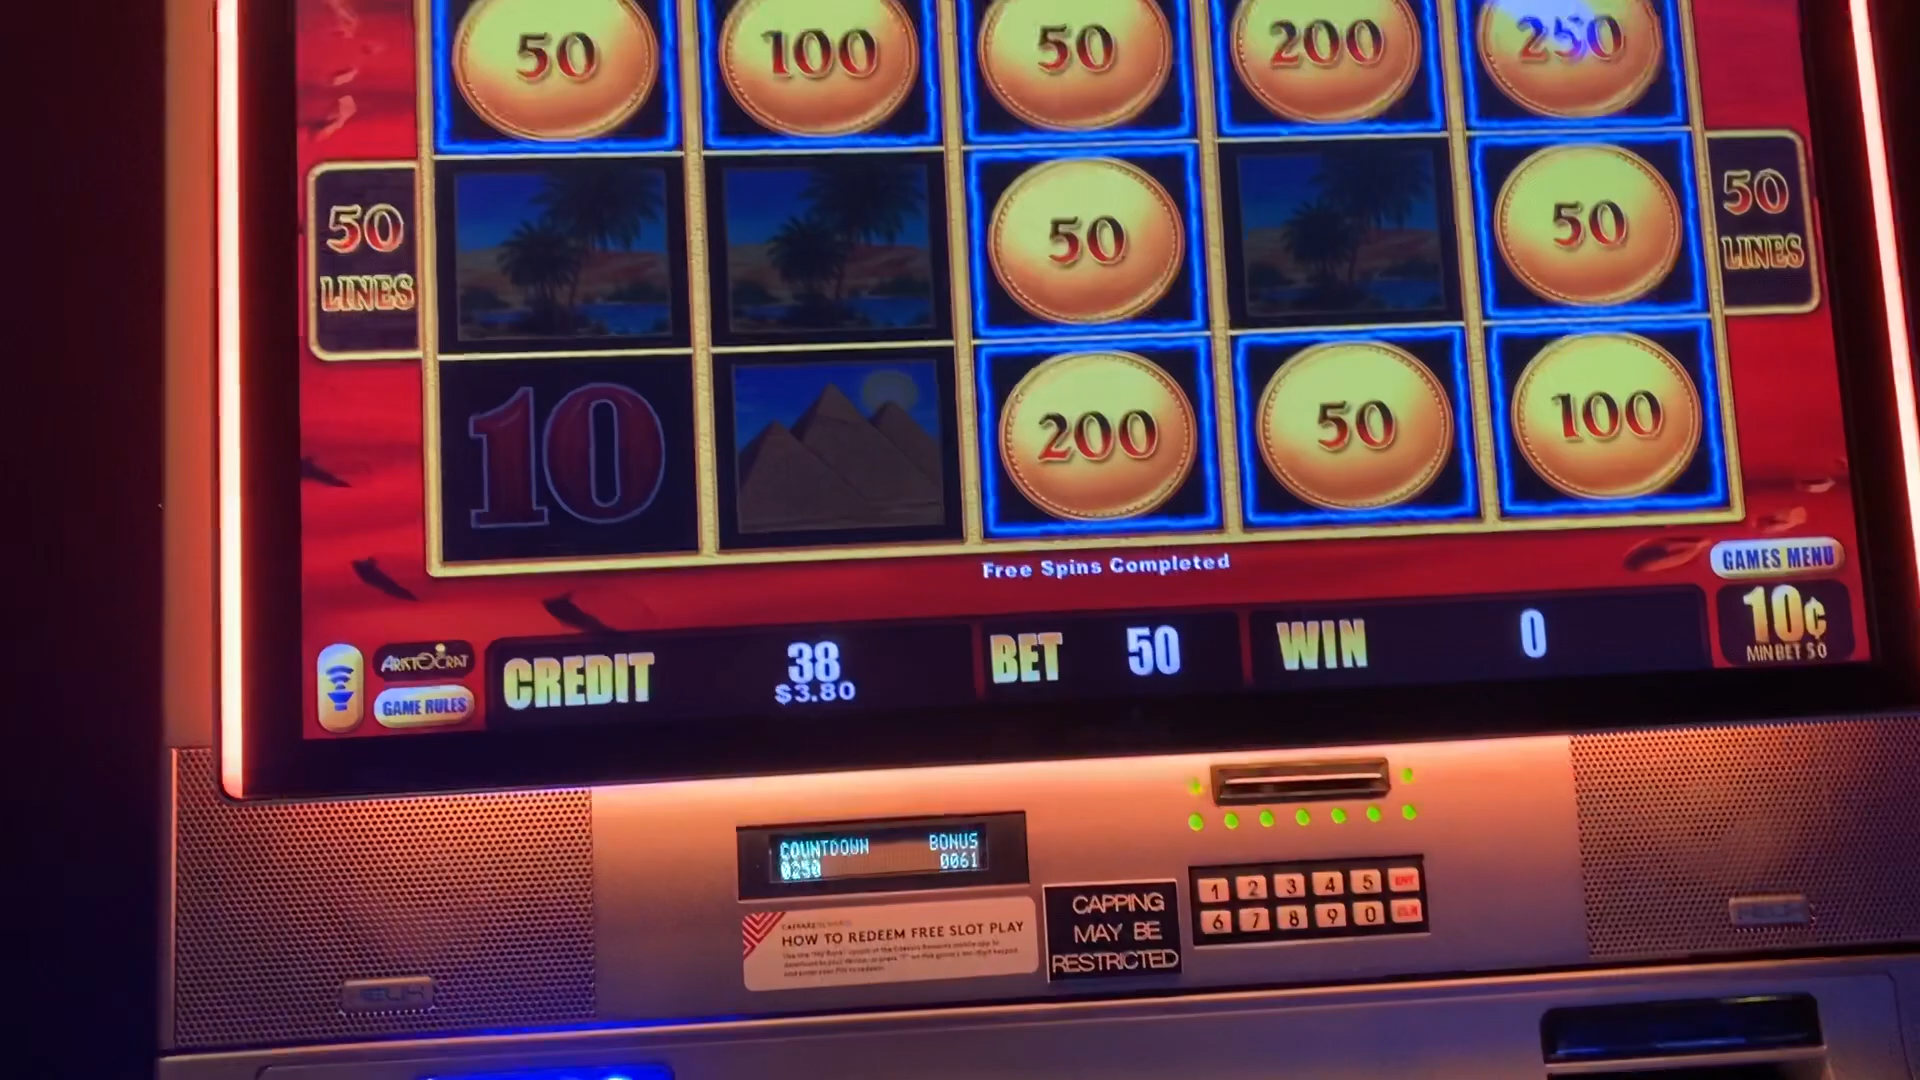 50 100 50 200 250
50 LINES
50 50
50 LINES
10 200 50 100
Free Spins Completed
GAMES MENU
10¢
MIN BET 50
ARISTOCRAT
GAME RULES
CREDIT 38
$3.80
BET 50
WIN 0
COUNTDOWN BONUS
0250 0061
HOW TO REDEEM FREE SLOT PLAY
CAPPING
MAY BE
RESTRICTED
1 2 3 4 5 ENT
6 7 8 9 0 CLR